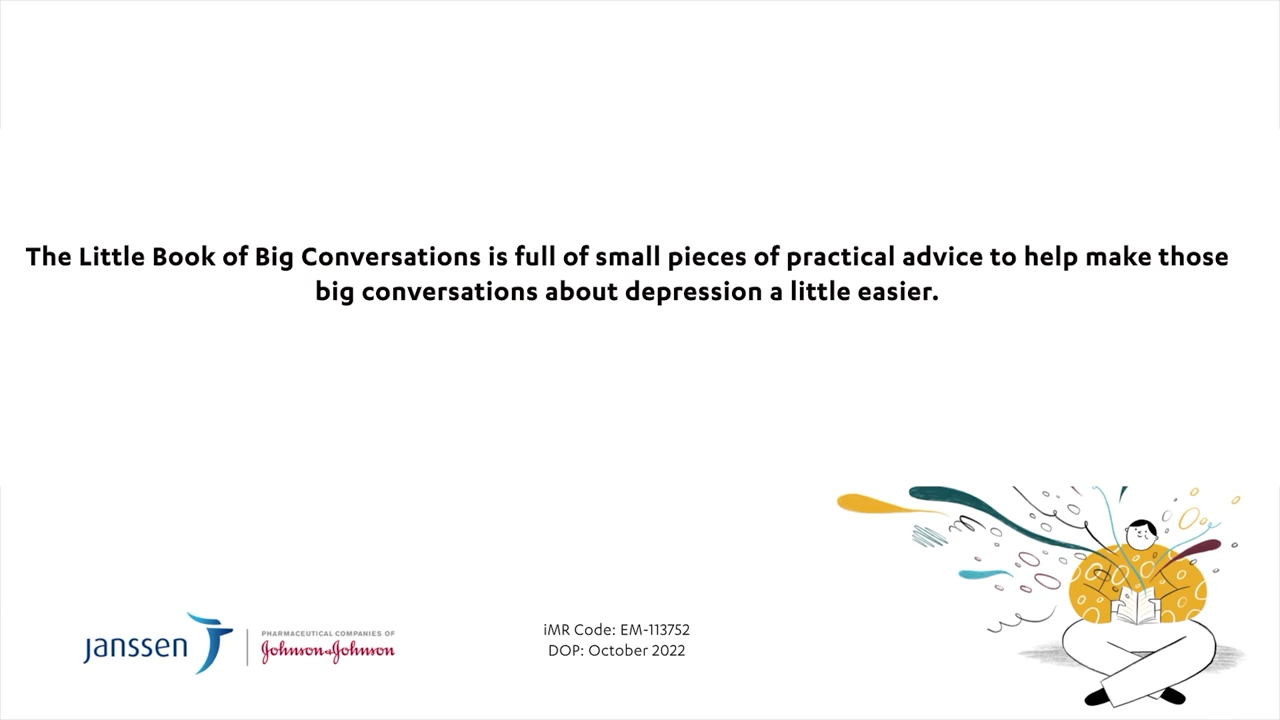 The Little Book of Big Conversations is full of small pieces of practical advice to help make those
big conversations about depression a little easier.
janssen
PHARMACEUTICAL COMPANIES OF
Johnson & Johnson
iMR Code: EM-113752
DOP: October 2022